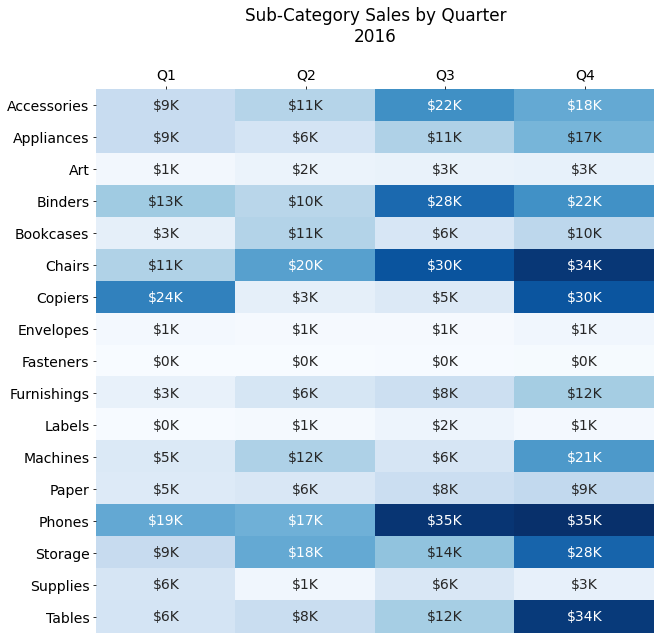 Sub-Category Sales by Quarter
2016
Q1 Q2 Q3 Q4
Accessories $9K $11K $22K $18K
Appliances $9K $6K $11K $17K
Art $1K $2K $3K $3K
Binders $13K $10K $28K $22K
Bookcases $3K $11K $6K $10K
Chairs $11K $20K $30K $34K
Copiers $24K $3K $5K $30K
Envelopes $1K $1K $1K $1K
Fasteners $0K $0K $0K $0K
Furnishings $3K $6K $8K $12K
Labels $0K $1K $2K $1K
Machines $5K $12K $6K $21K
Paper $5K $6K $8K $9K
Phones $19K $17K $35K $35K
Storage $9K $18K $14K $28K
Supplies $6K $1K $6K $3K
Tables $6K $8K $12K $34K